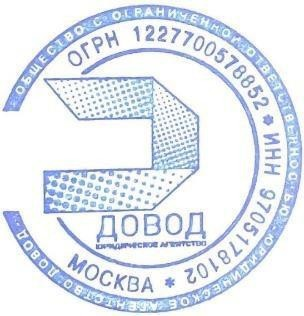 ОБЩЕСТВО С ОГРАНИЧЕННОЙ ОТВЕТСТВЕННОСТЬЮ
ЮРИДИЧЕСКОЕ АГЕНТСТВО ДОВОД
ОГРН 1227700578852 * ИНН 9705178102
ДОВОД
ЮРИДИЧЕСКОЕ АГЕНТСТВО
МОСКВА *